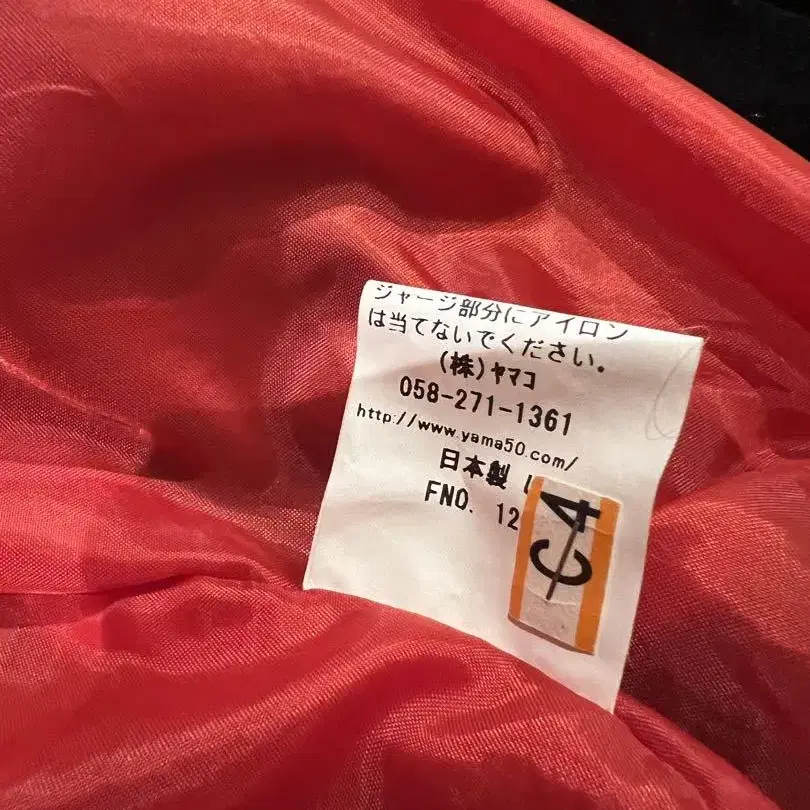 ジャージ部分にアイロン
は当てないでください。
(株)ヤマコ
058-271-1361
http://www.yama50.com/
日本製
FNO. 12
C4